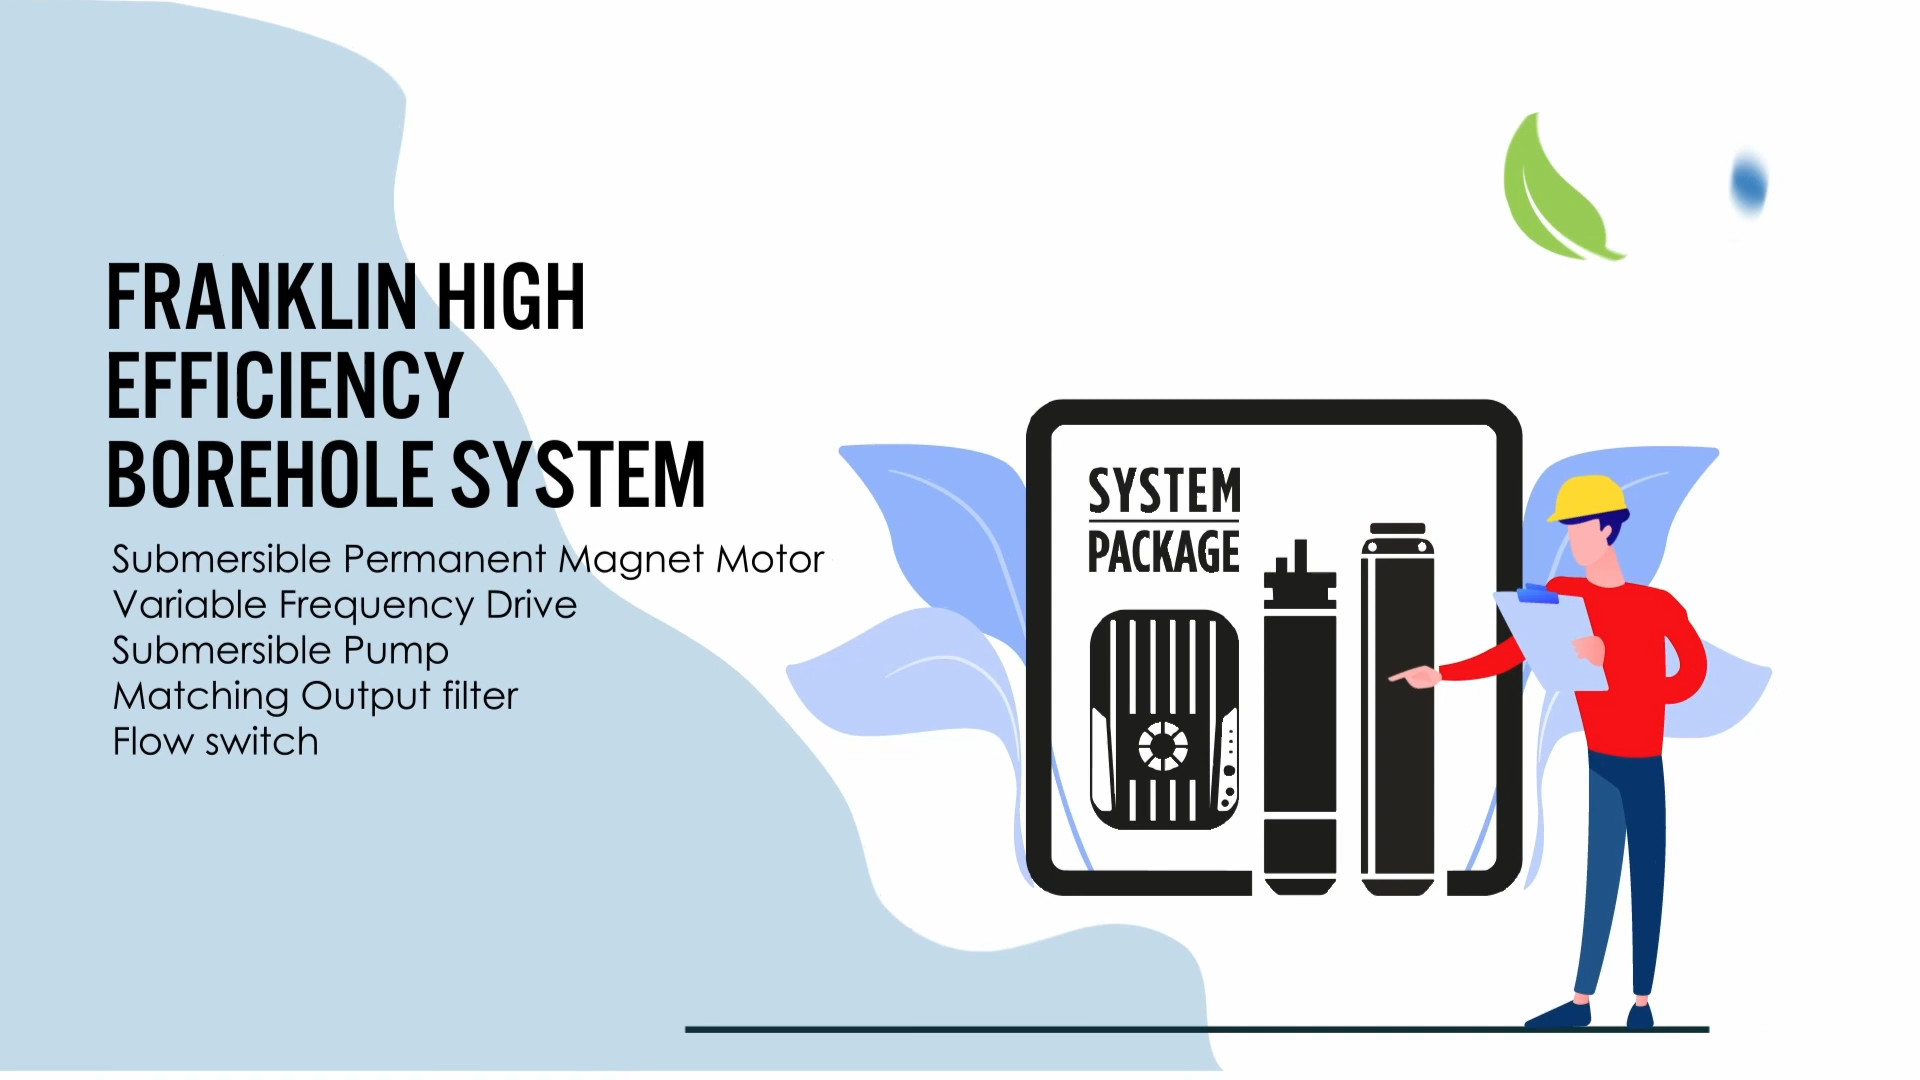 FRANKLIN HIGH
EFFICIENCY
BOREHOLE SYSTEM
Submersible Permanent Magnet Motor
Variable Frequency Drive
Submersible Pump
Matching Output filter
Flow switch
SYSTEM
PACKAGE